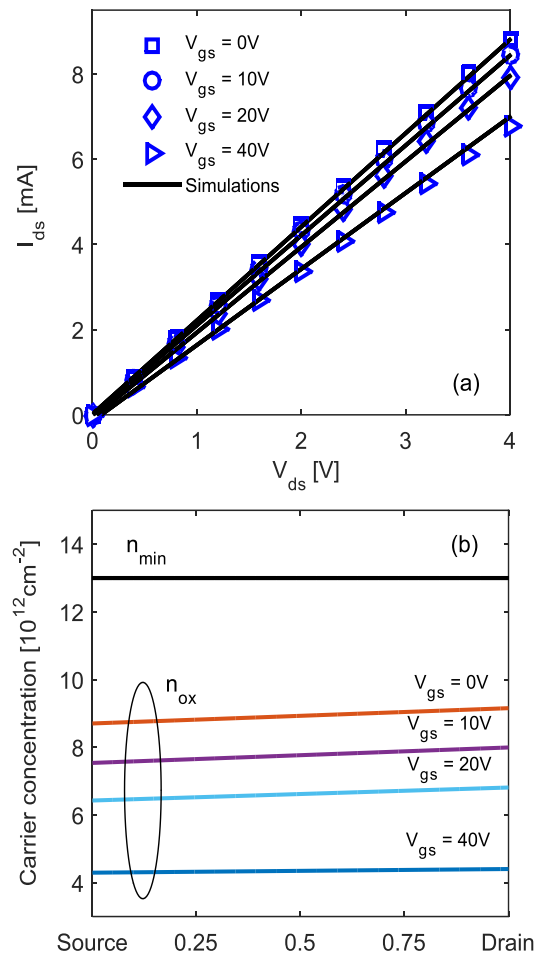 8
6
4
2
0
I_ds [mA]
V_gs = 0V
V_gs = 10V
V_gs = 20V
V_gs = 40V
Simulations
(a)
0 1 2 3 4
V_ds [V]
14
12
10
8
6
4
Carrier concentration [10^12cm^-2]
n_min
(b)
n_ox
V_gs = 0V
V_gs = 10V
V_gs = 20V
V_gs = 40V
Source 0.25 0.5 0.75 Drain